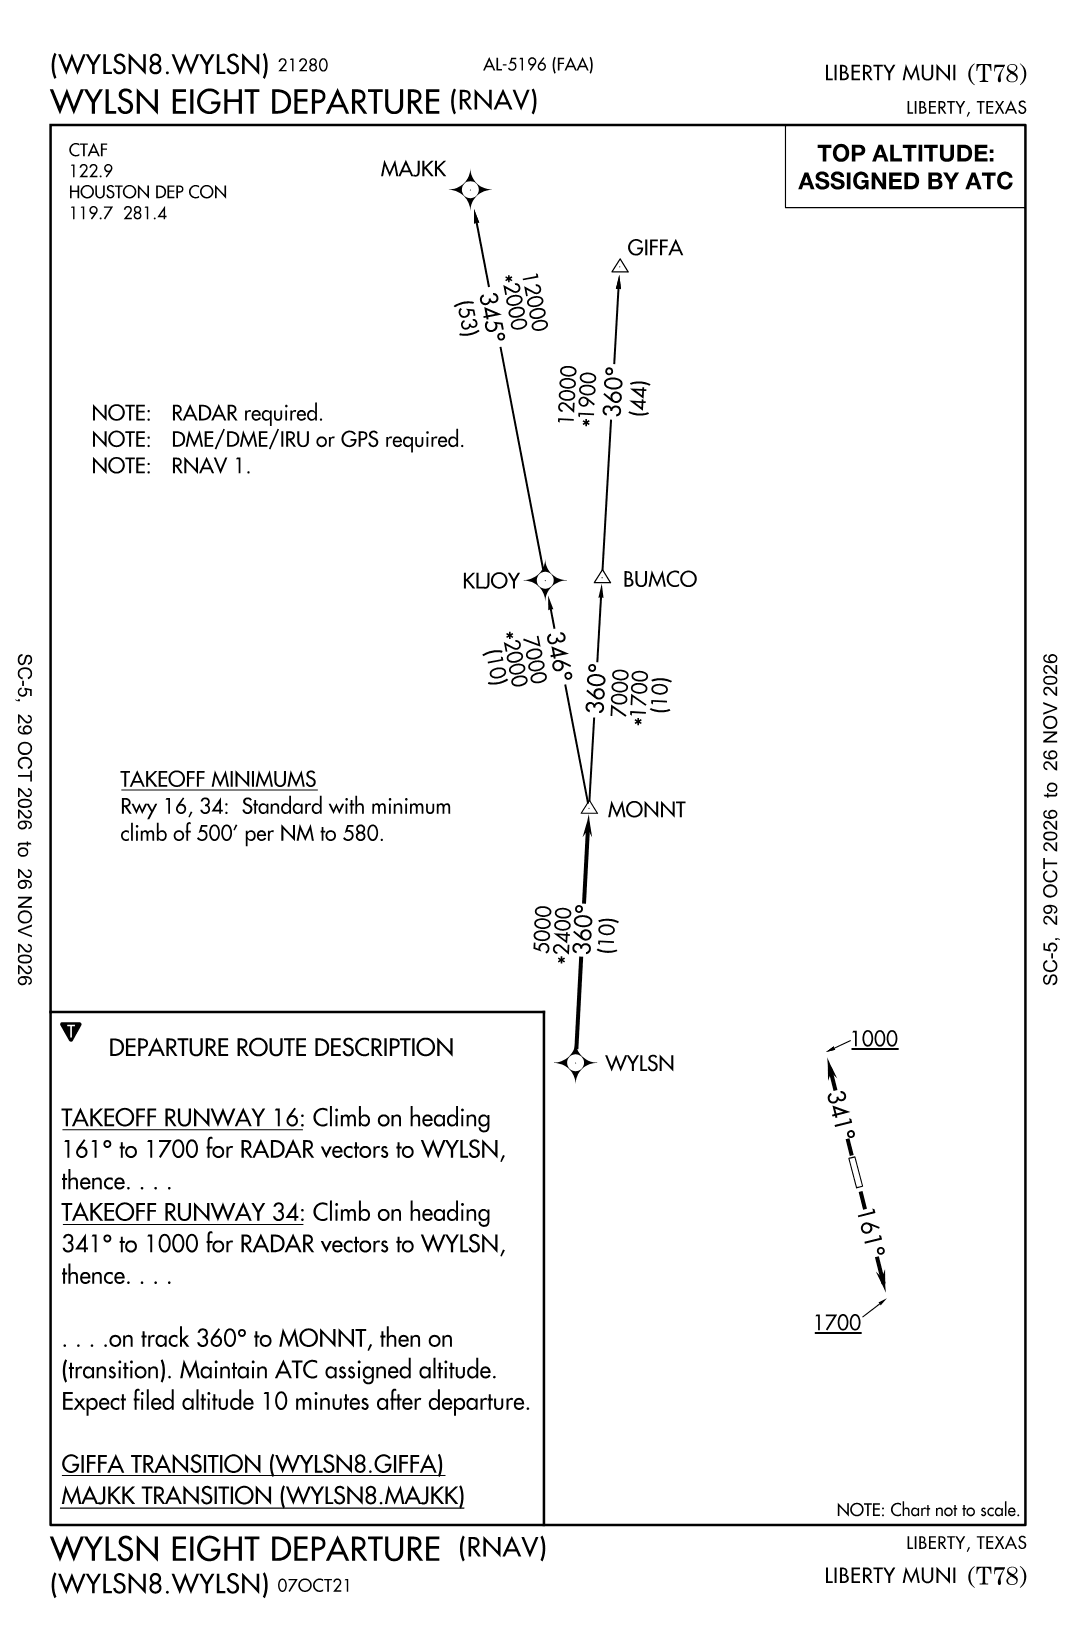 (WYLSN8.WYLSN) 21280
AL-5196 (FAA)
LIBERTY MUNI (T78)
WYLSN EIGHT DEPARTURE (RNAV)
LIBERTY, TEXAS
CTAF
122.9
HOUSTON DEP CON
119.7 281.4
TOP ALTITUDE:
ASSIGNED BY ATC
MAJKK
GIFFA
12000
*2000
345°
(53)
12000
*1900
360°
(44)
NOTE: RADAR required.
NOTE: DME/DME/IRU or GPS required.
NOTE: RNAV 1.
KLJOY
BUMCO
346°
7000
*2000
(10)
360°
7000
*1700
(10)
TAKEOFF MINIMUMS
Rwy 16, 34: Standard with minimum
climb of 500' per NM to 580.
MONNT
5000
*2400
360°
(10)
WYLSN
SC-5, 29 OCT 2026 to 26 NOV 2026
SC-5, 29 OCT 2026 to 26 NOV 2026
1000
341°
161°
1700
T
DEPARTURE ROUTE DESCRIPTION
TAKEOFF RUNWAY 16: Climb on heading
161° to 1700 for RADAR vectors to WYLSN,
thence. . . .
TAKEOFF RUNWAY 34: Climb on heading
341° to 1000 for RADAR vectors to WYLSN,
thence. . . .
. . . .on track 360° to MONNT, then on
(transition). Maintain ATC assigned altitude.
Expect filed altitude 10 minutes after departure.
GIFFA TRANSITION (WYLSN8.GIFFA)
MAJKK TRANSITION (WYLSN8.MAJKK)
NOTE: Chart not to scale.
WYLSN EIGHT DEPARTURE (RNAV)
LIBERTY, TEXAS
(WYLSN8.WYLSN) 07OCT21
LIBERTY MUNI (T78)